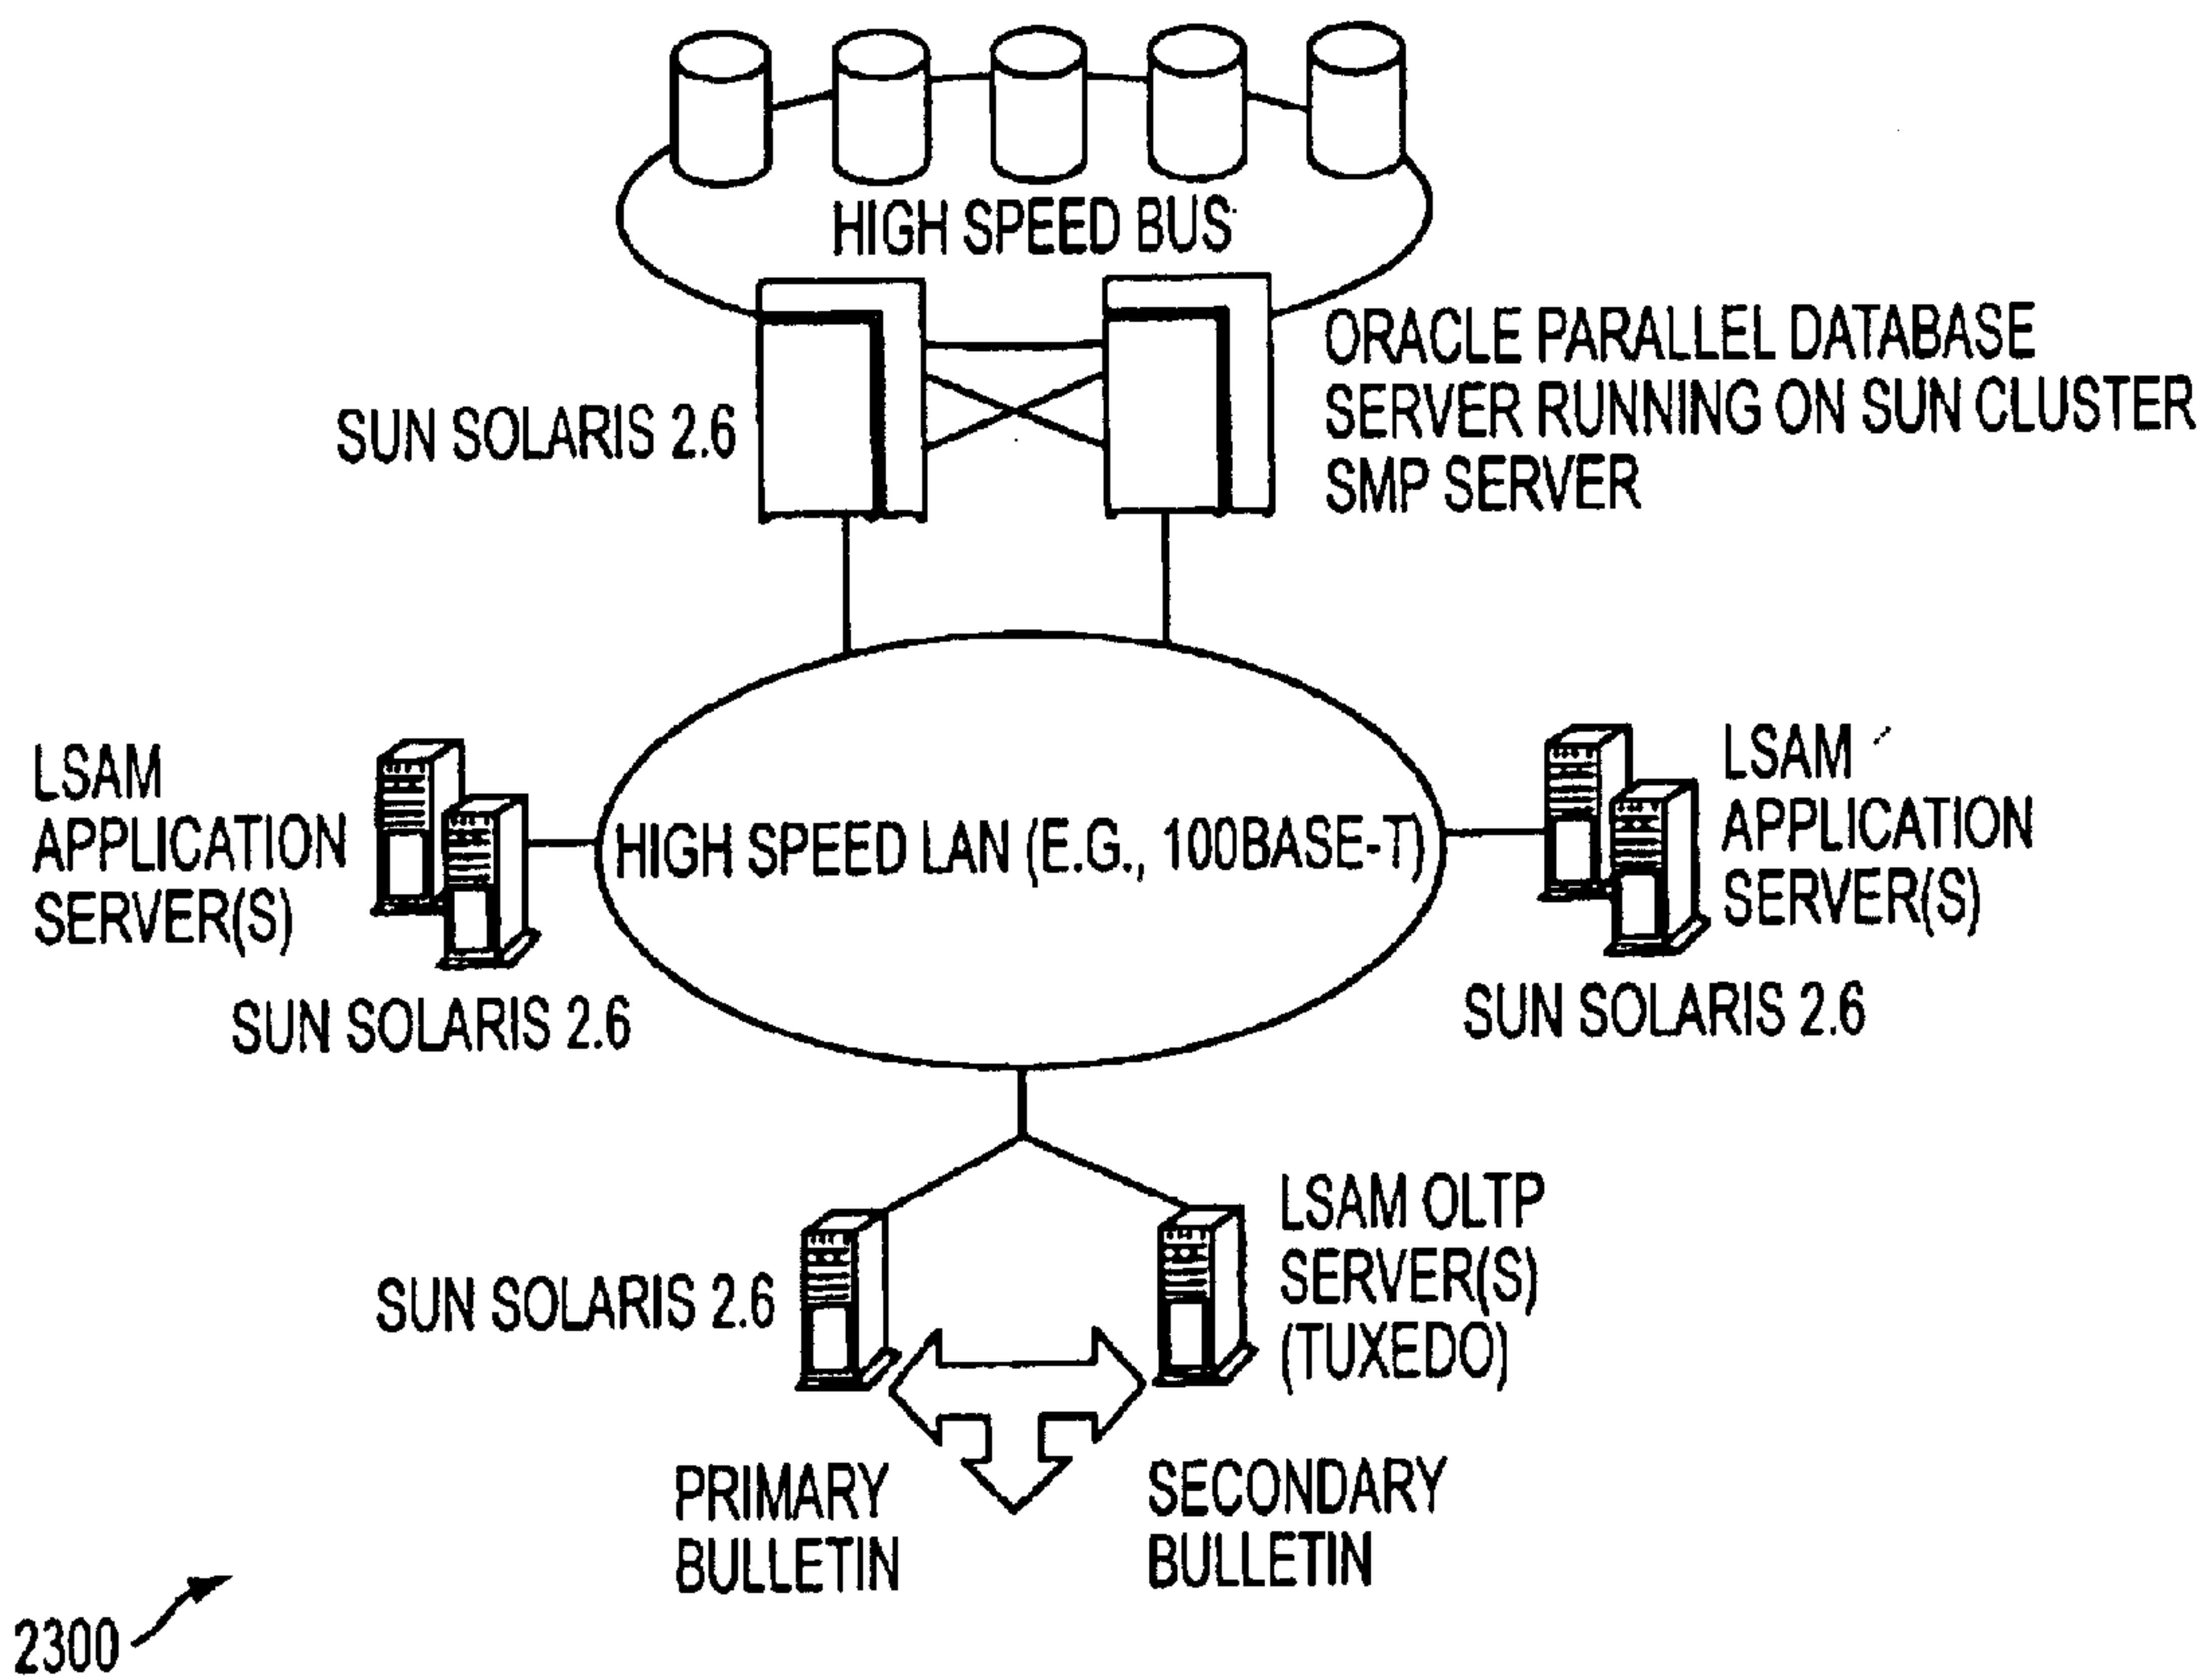 HIGH SPEED BUS
SUN SOLARIS 2.6
ORACLE PARALLEL DATABASE
SERVER RUNNING ON SUN CLUSTER
SMP SERVER
LSAM
APPLICATION
SERVER(S)
SUN SOLARIS 2.6
HIGH SPEED LAN (E.G., 100BASE-T)
LSAM
APPLICATION
SERVER(S)
SUN SOLARIS 2.6
SUN SOLARIS 2.6
LSAM OLTP
SERVER(S)
(TUXEDO)
PRIMARY
BULLETIN
SECONDARY
BULLETIN
2300